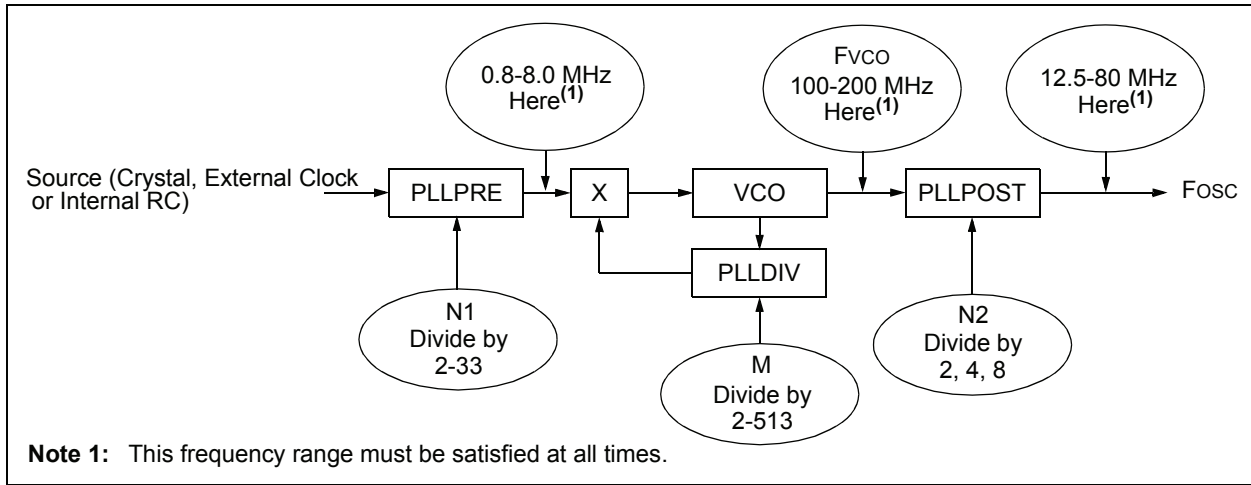 0.8-8.0 MHz
Here(1)
FVCO
100-200 MHz
Here(1)
12.5-80 MHz
Here(1)
Source (Crystal, External Clock
or Internal RC)
PLLPRE
X
VCO
PLLPOST
FOSC
PLLDIV
N1
Divide by
2-33
M
Divide by
2-513
N2
Divide by
2, 4, 8
Note 1: This frequency range must be satisfied at all times.